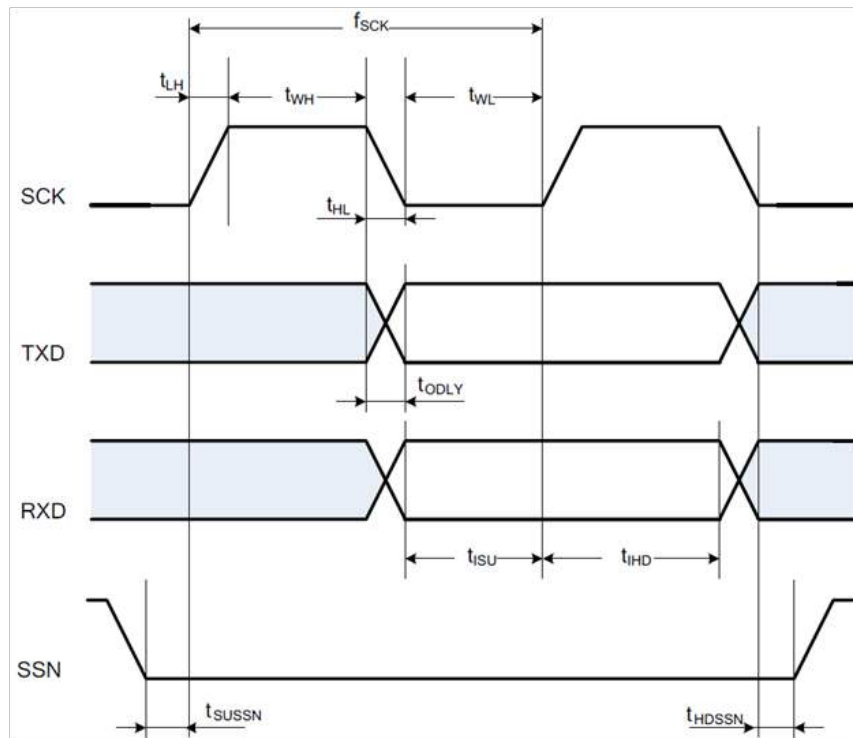 fSCK
tLH
tWH
tWL
SCK
tHL
TXD
tODLY
RXD
tISU
tIHD
SSN
tSUSSN
tHDSSN